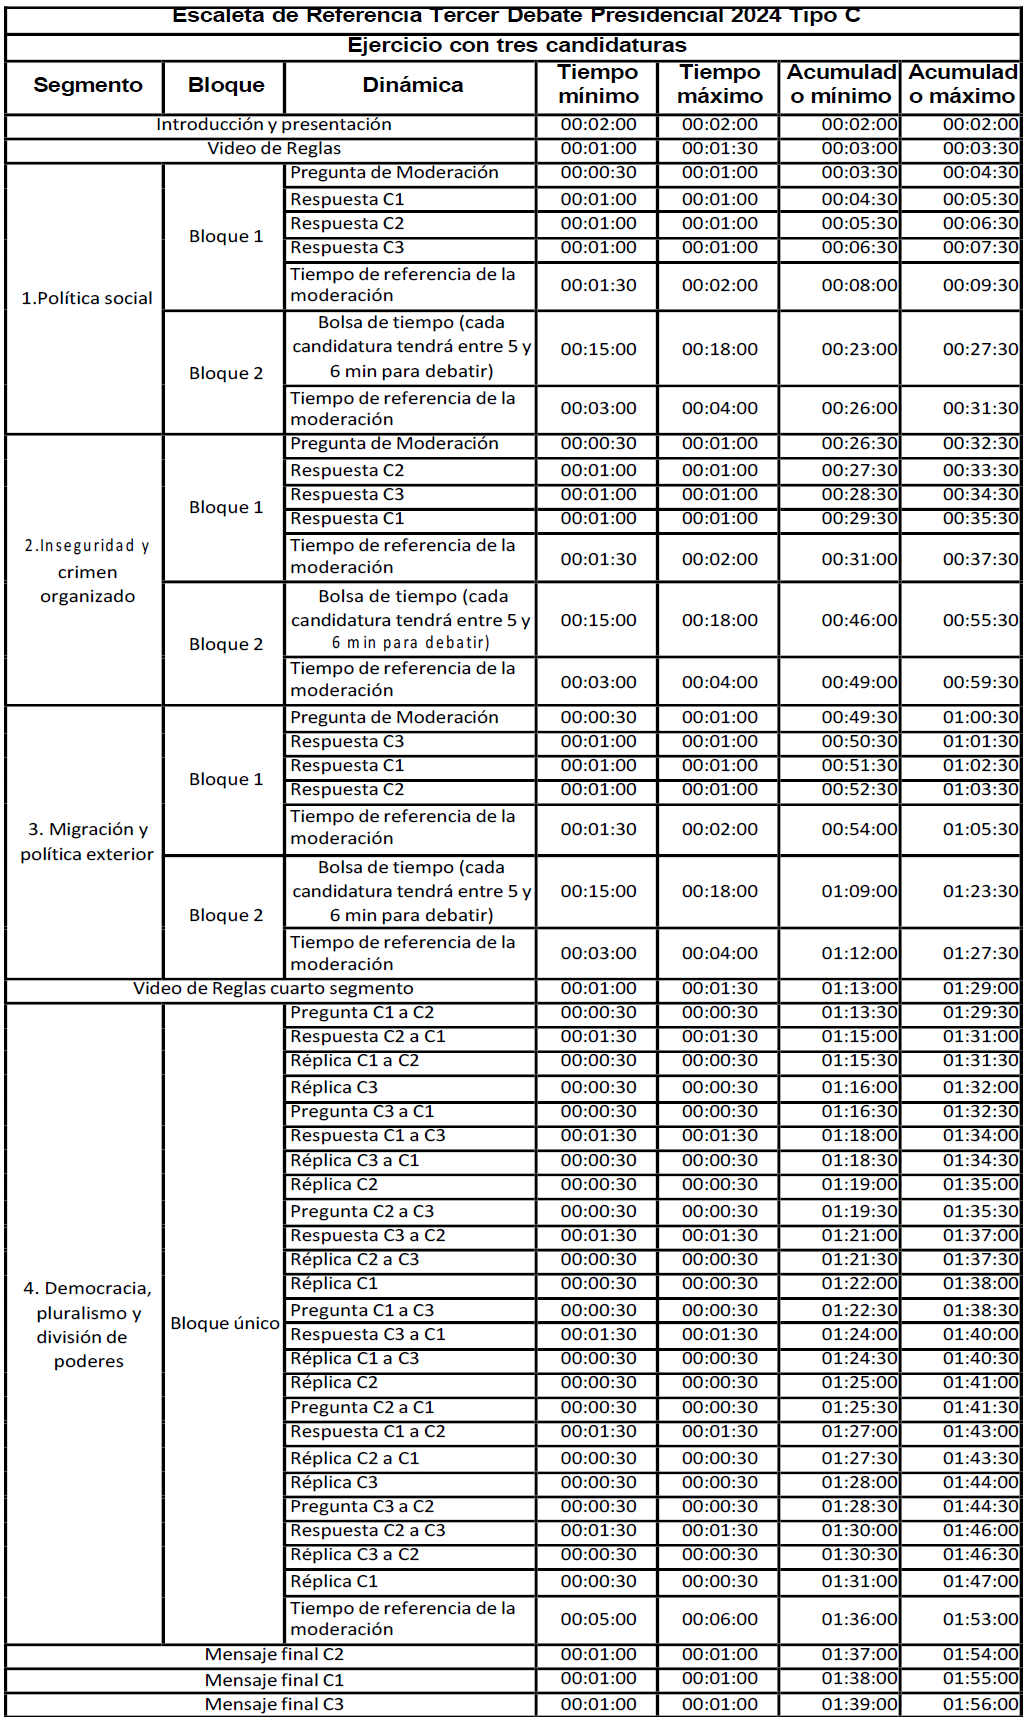 Escaleta de Referencia Tercer Debate Presidencial 2024 Tipo C
Ejercicio con tres candidaturas
Segmento Bloque Dinámica Tiempo mínimo Tiempo máximo Acumulad o mínimo Acumulad o máximo
Introducción y presentación 00:02:00 00:02:00 00:02:00 00:02:00
Video de Reglas 00:01:00 00:01:30 00:03:00 00:03:30
1.Política social
Bloque 1
Pregunta de Moderación 00:00:30 00:01:00 00:03:30 00:04:30
Respuesta C1 00:01:00 00:01:00 00:04:30 00:05:30
Respuesta C2 00:01:00 00:01:00 00:05:30 00:06:30
Respuesta C3 00:01:00 00:01:00 00:06:30 00:07:30
Tiempo de referencia de la
moderación 00:01:30 00:02:00 00:08:00 00:09:30
Bloque 2
Bolsa de tiempo (cada
candidatura tendrá entre 5 y
6 min para debatir) 00:15:00 00:18:00 00:23:00 00:27:30
Tiempo de referencia de la
moderación 00:03:00 00:04:00 00:26:00 00:31:30
2.Inseguridad y
crimen
organizado
Bloque 1
Pregunta de Moderación 00:00:30 00:01:00 00:26:30 00:32:30
Respuesta C2 00:01:00 00:01:00 00:27:30 00:33:30
Respuesta C3 00:01:00 00:01:00 00:28:30 00:34:30
Respuesta C1 00:01:00 00:01:00 00:29:30 00:35:30
Tiempo de referencia de la
moderación 00:01:30 00:02:00 00:31:00 00:37:30
Bloque 2
Bolsa de tiempo (cada
candidatura tendrá entre 5 y
6 min para debatir) 00:15:00 00:18:00 00:46:00 00:55:30
Tiempo de referencia de la
moderación 00:03:00 00:04:00 00:49:00 00:59:30
3. Migración y
política exterior
Bloque 1
Pregunta de Moderación 00:00:30 00:01:00 00:49:30 01:00:30
Respuesta C3 00:01:00 00:01:00 00:50:30 01:01:30
Respuesta C1 00:01:00 00:01:00 00:51:30 01:02:30
Respuesta C2 00:01:00 00:01:00 00:52:30 01:03:30
Tiempo de referencia de la
moderación 00:01:30 00:02:00 00:54:00 01:05:30
Bloque 2
Bolsa de tiempo (cada
candidatura tendrá entre 5 y
6 min para debatir) 00:15:00 00:18:00 01:09:00 01:23:30
Tiempo de referencia de la
moderación 00:03:00 00:04:00 01:12:00 01:27:30
Video de Reglas cuarto segmento 00:01:00 00:01:30 01:13:00 01:29:00
4. Democracia,
pluralismo y
división de
poderes
Bloque único
Pregunta C1 a C2 00:00:30 00:00:30 01:13:30 01:29:30
Respuesta C2 a C1 00:01:30 00:01:30 01:15:00 01:31:00
Réplica C1 a C2 00:00:30 00:00:30 01:15:30 01:31:30
Réplica C3 00:00:30 00:00:30 01:16:00 01:32:00
Pregunta C3 a C1 00:00:30 00:00:30 01:16:30 01:32:30
Respuesta C1 a C3 00:01:30 00:01:30 01:18:00 01:34:00
Réplica C3 a C1 00:00:30 00:00:30 01:18:30 01:34:30
Réplica C2 00:00:30 00:00:30 01:19:00 01:35:00
Pregunta C2 a C3 00:00:30 00:00:30 01:19:30 01:35:30
Respuesta C3 a C2 00:01:30 00:01:30 01:21:00 01:37:00
Réplica C2 a C3 00:00:30 00:00:30 01:21:30 01:37:30
Réplica C1 00:00:30 00:00:30 01:22:00 01:38:00
Pregunta C1 a C3 00:00:30 00:00:30 01:22:30 01:38:30
Respuesta C3 a C1 00:01:30 00:01:30 01:24:00 01:40:00
Réplica C1 a C3 00:00:30 00:00:30 01:24:30 01:40:30
Réplica C2 00:00:30 00:00:30 01:25:00 01:41:00
Pregunta C2 a C1 00:00:30 00:00:30 01:25:30 01:41:30
Respuesta C1 a C2 00:01:30 00:01:30 01:27:00 01:43:00
Réplica C2 a C1 00:00:30 00:00:30 01:27:30 01:43:30
Réplica C3 00:00:30 00:00:30 01:28:00 01:44:00
Pregunta C3 a C2 00:00:30 00:00:30 01:28:30 01:44:30
Respuesta C2 a C3 00:01:30 00:01:30 01:30:00 01:46:00
Réplica C3 a C2 00:00:30 00:00:30 01:30:30 01:46:30
Réplica C1 00:00:30 00:00:30 01:31:00 01:47:00
Tiempo de referencia de la
moderación 00:05:00 00:06:00 01:36:00 01:53:00
Mensaje final C2 00:01:00 00:01:00 01:37:00 01:54:00
Mensaje final C1 00:01:00 00:01:00 01:38:00 01:55:00
Mensaje final C3 00:01:00 00:01:00 01:39:00 01:56:00